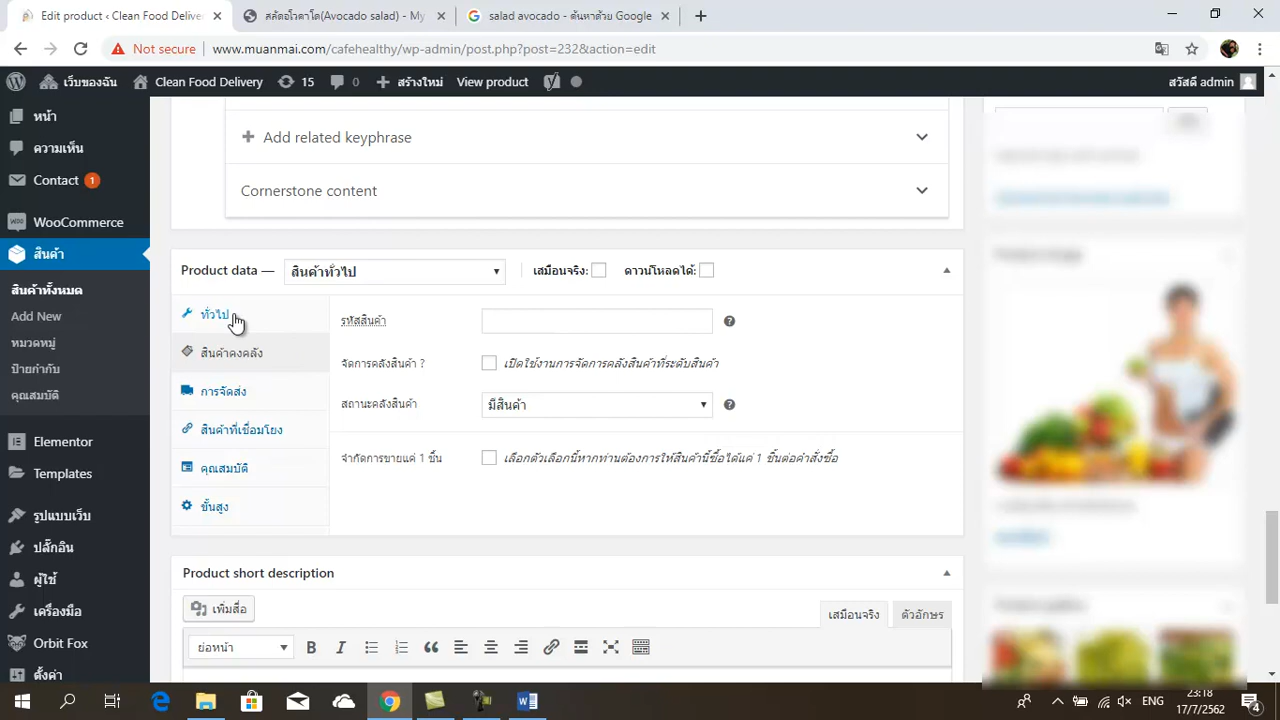 Edit product ‹ Clean Food Deliver
สลัดอโวคาโด(Avocado salad) - My
salad avocado - ค้นหาด้วย Google
Not secure
www.muanmai.com/cafehealthy/wp-admin/post.php?post=232&action=edit
เว็บของฉัน
Clean Food Delivery
15
0
สร้างใหม่
View product
สวัสดี admin
หน้า
ความเห็น
Contact 1
WooCommerce
สินค้า
สินค้าทั้งหมด
Add New
หมวดหมู่
ป้ายกำกับ
คุณสมบัติ
Elementor
Templates
รูปแบบเว็บ
ปลั๊กอิน
ผู้ใช้
เครื่องมือ
Orbit Fox
ตั้งค่า
Add related keyphrase
Cornerstone content
Product data — สินค้าทั่วไป เสมือนจริง: ดาวน์โหลดได้:
ทั่วไป
สินค้าคงคลัง
การจัดส่ง
สินค้าที่เชื่อมโยง
คุณสมบัติ
ขั้นสูง
รหัสสินค้า
จัดการคลังสินค้า ? เปิดใช้งานการจัดการคลังสินค้าที่ระดับสินค้า
สถานะคลังสินค้า มีสินค้า
จำกัดการขายแค่ 1 ชิ้น เลือกตัวเลือกนี้หากท่านต้องการให้สินค้านี้ซื้อได้แค่ 1 ชิ้นต่อคำสั่งซื้อ
Product short description
เพิ่มสื่อ
เสมือนจริง ตัวอักษร
ย่อหน้า
ENG
23:18
17/7/2562
4